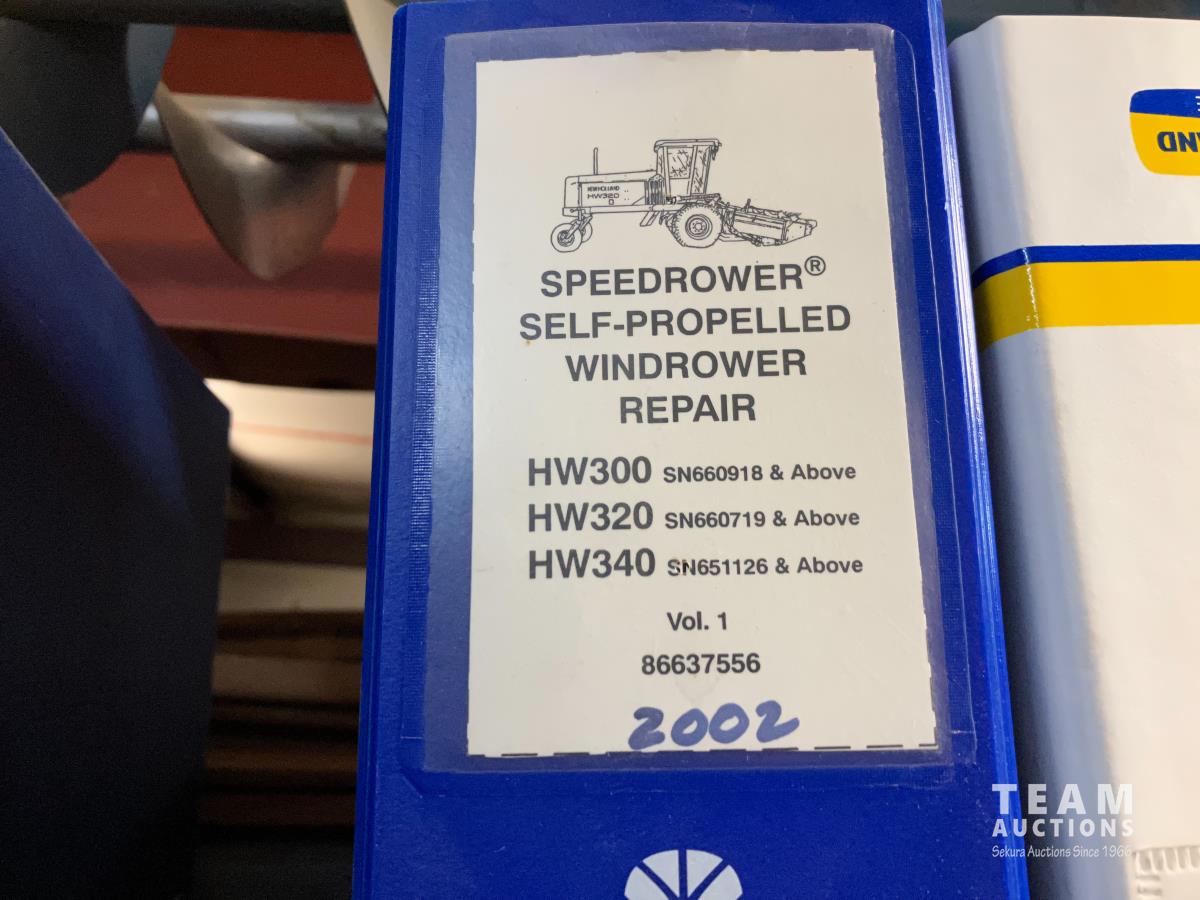 NEW HOLLAND
HW320
SPEEDROWER®
SELF-PROPELLED
WINDROWER
REPAIR
HW300 SN660918 & Above
HW320 SN660719 & Above
HW340 SN651126 & Above
Vol. 1
86637556
2002
TEAM
AUCTIONS
Sekura Auctions Since 1966